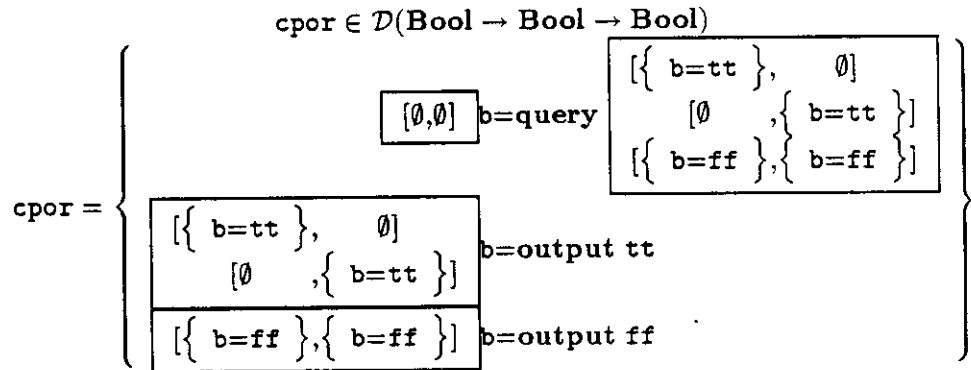 cpor ∈ 𝒟(Bool → Bool → Bool)
[{ b=tt }, ∅]
[∅,∅] b=query [∅ ,{ b=tt }]
[{ b=ff },{ b=ff }]
cpor = {
[{ b=tt }, ∅]
b=output tt
[∅ ,{ b=tt }]
[{ b=ff },{ b=ff }] b=output ff
}